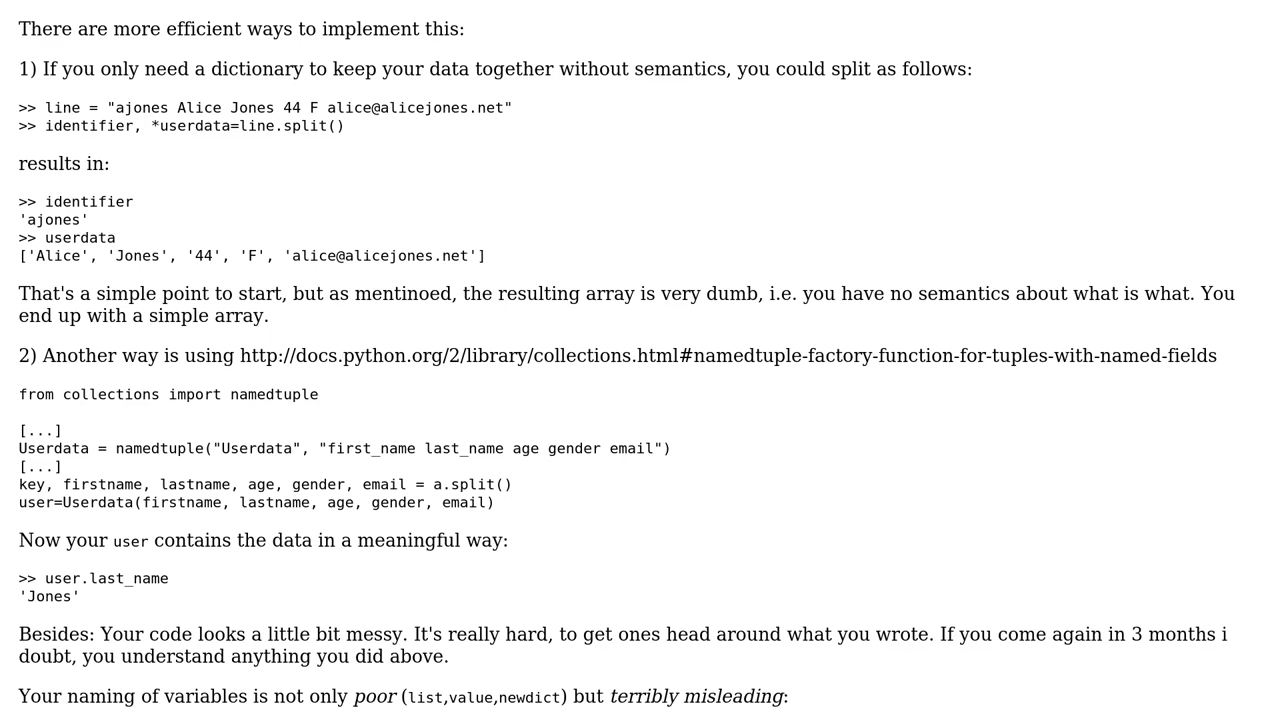 There are more efficient ways to implement this:
1) If you only need a dictionary to keep your data together without semantics, you could split as follows:
>> line = "ajones Alice Jones 44 F alice@alicejones.net"
>> identifier, *userdata=line.split()
results in:
>> identifier
'ajones'
>> userdata
['Alice', 'Jones', '44', 'F', 'alice@alicejones.net']
That's a simple point to start, but as mentinoed, the resulting array is very dumb, i.e. you have no semantics about what is what. You
end up with a simple array.
2) Another way is using http://docs.python.org/2/library/collections.html#namedtuple-factory-function-for-tuples-with-named-fields
from collections import namedtuple
[...]
Userdata = namedtuple("Userdata", "first_name last_name age gender email")
[...]
key, firstname, lastname, age, gender, email = a.split()
user=Userdata(firstname, lastname, age, gender, email)
Now your user contains the data in a meaningful way:
>> user.last_name
'Jones'
Besides: Your code looks a little bit messy. It's really hard, to get ones head around what you wrote. If you come again in 3 months i
doubt, you understand anything you did above.
Your naming of variables is not only poor (list,value,newdict) but terribly misleading: